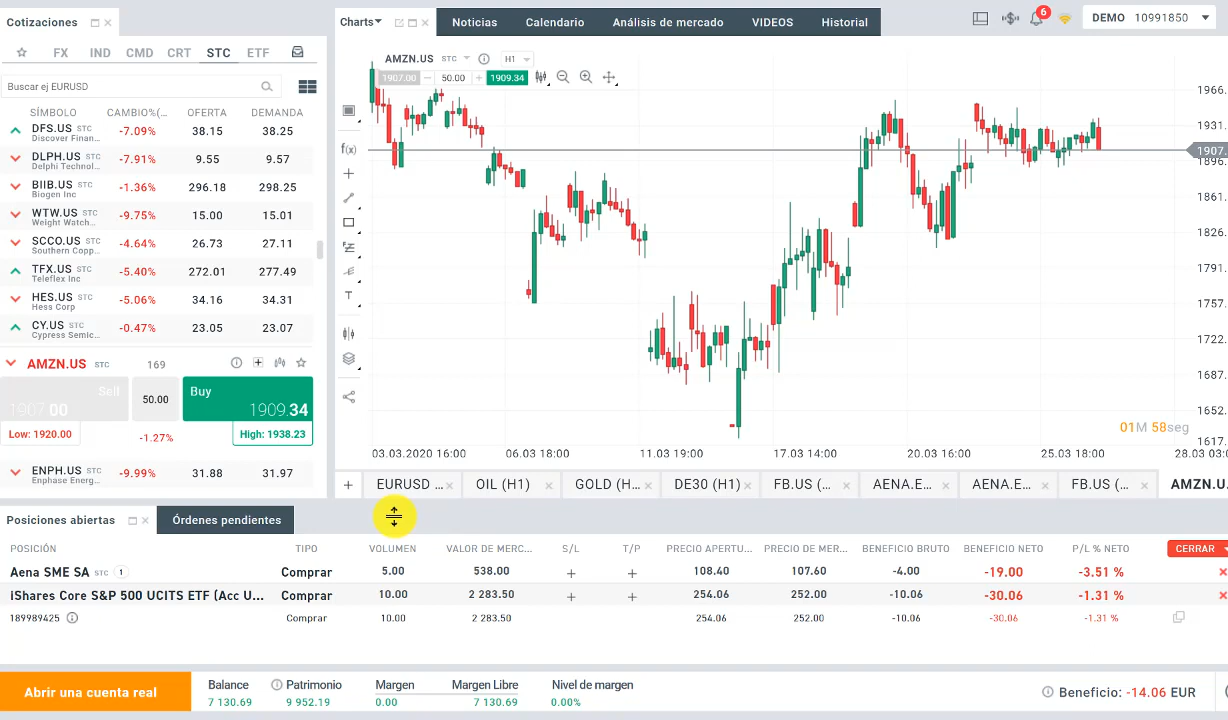 Cotizaciones
FX IND CMD CRT STC ETF
Buscar ej EURUSD
SÍMBOLO CAMBIO%(... OFERTA DEMANDA
DFS.US STC -7.09% 38.15 38.25
Discover Finan...
DLPH.US STC -7.91% 9.55 9.57
Delphi Technol...
BIIB.US STC -1.36% 296.18 298.25
Biogen Inc
WTW.US STC -9.75% 15.00 15.01
Weight Watch...
SCCO.US STC -4.64% 26.73 27.11
Southern Copp...
TFX.US STC -5.40% 272.01 277.49
Teleflex Inc
HES.US STC -5.06% 34.16 34.31
Hess Corp
CY.US STC -0.47% 23.05 23.07
Cypress Semic...
AMZN.US STC 169
Sell 50.00 Buy
1907.00 1909.34
Low: 1920.00 -1.27% High: 1938.23
ENPH.US STC -9.99% 31.88 31.97
Enphase Energ...
Charts Noticias Calendario Análisis de mercado VIDEOS Historial
6 DEMO 10991850
AMZN.US STC H1
1907.00 50.00 1909.34
f(x)
T
1966.
1931.
1907.
1896.
1861.
1826.
1791.
1757.
1722.
1687.
1652.
1617.
01M 58seg
03.03.2020 16:00 06.03 18:00 11.03 19:00 17.03 14:00 20.03 16:00 25.03 18:00 28.03 03:0
EURUSD ... OIL (H1) GOLD (H... DE30 (H1) FB.US (... AENA.E... AENA.E... FB.US (... AMZN.U
Posiciones abiertas Órdenes pendientes
POSICIÓN TIPO VOLUMEN VALOR DE MERC... S/L T/P PRECIO APERTU... PRECIO DE MER... BENEFICIO BRUTO BENEFICIO NETO P/L % NETO CERRAR
Aena SME SA STC 1 Comprar 5.00 538.00 108.40 107.60 -4.00 -19.00 -3.51 %
iShares Core S&P 500 UCITS ETF (Acc U... Comprar 10.00 2 283.50 254.06 252.00 -10.06 -30.06 -1.31 %
189989425 Comprar 10.00 2 283.50 254.06 252.00 -10.06 -30.06 -1.31 %
Abrir una cuenta real
Balance Patrimonio Margen Margen Libre Nivel de margen
7 130.69 9 952.19 0.00 7 130.69 0.00%
Beneficio: -14.06 EUR